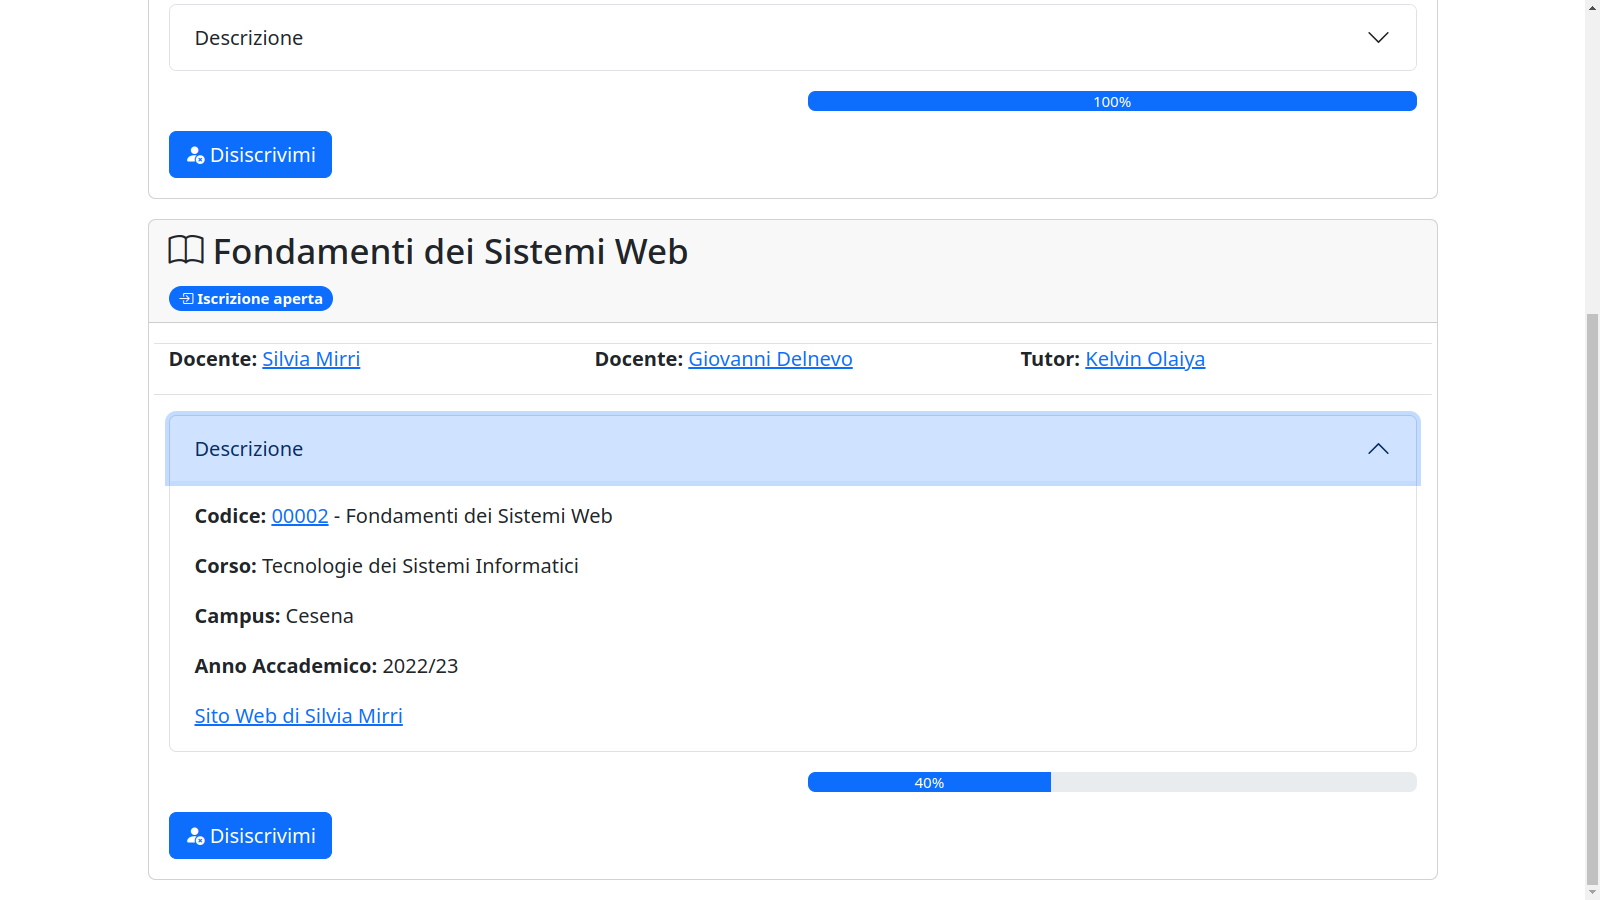 Descrizione
100%
Disiscrivimi
Fondamenti dei Sistemi Web
Iscrizione aperta
Docente: Silvia Mirri
Docente: Giovanni Delnevo
Tutor: Kelvin Olaiya
Descrizione
Codice: 00002 - Fondamenti dei Sistemi Web
Corso: Tecnologie dei Sistemi Informatici
Campus: Cesena
Anno Accademico: 2022/23
Sito Web di Silvia Mirri
40%
Disiscrivimi